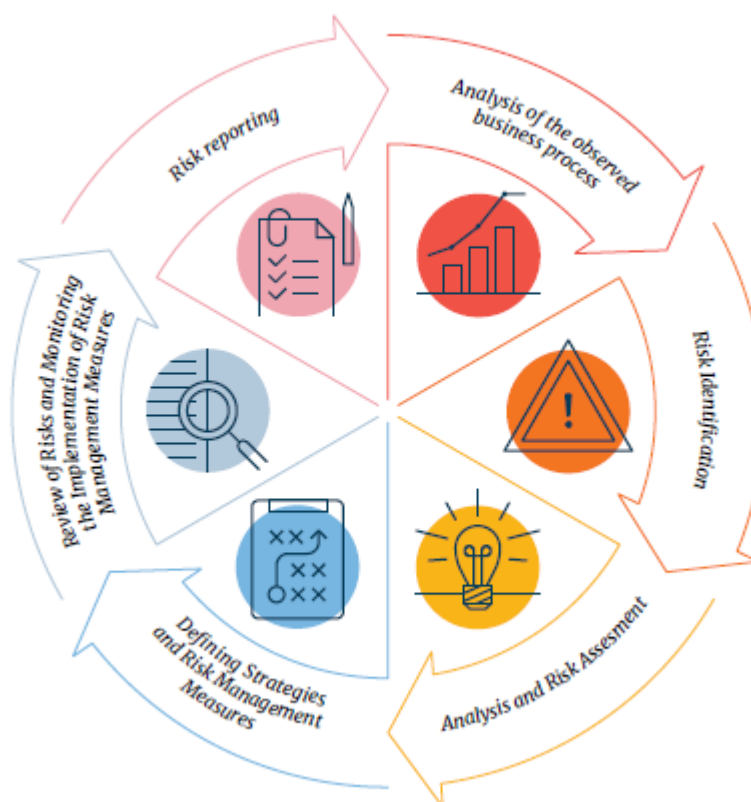 Analysis of the observed
business process
Risk Identification
Analysis and Risk Assesment
Defining Strategies
and Risk Management
Measures
Review of Risks and Monitoring
the Implementation of Risk
Management Measures
Risk reporting
!